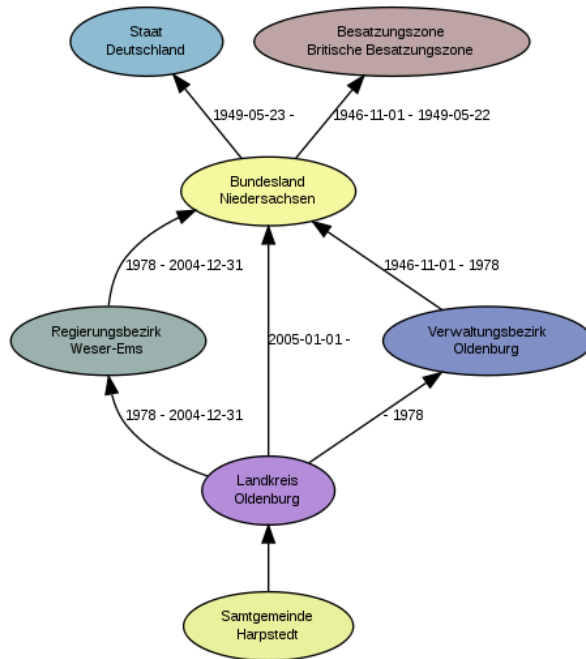 Staat
Deutschland
Besatzungszone
Britische Besatzungszone
1949-05-23 -
1946-11-01 - 1949-05-22
Bundesland
Niedersachsen
1978 - 2004-12-31
1946-11-01 - 1978
Regierungsbezirk
Weser-Ems
2005-01-01 -
Verwaltungsbezirk
Oldenburg
1978 - 2004-12-31
- 1978
Landkreis
Oldenburg
Samtgemeinde
Harpstedt